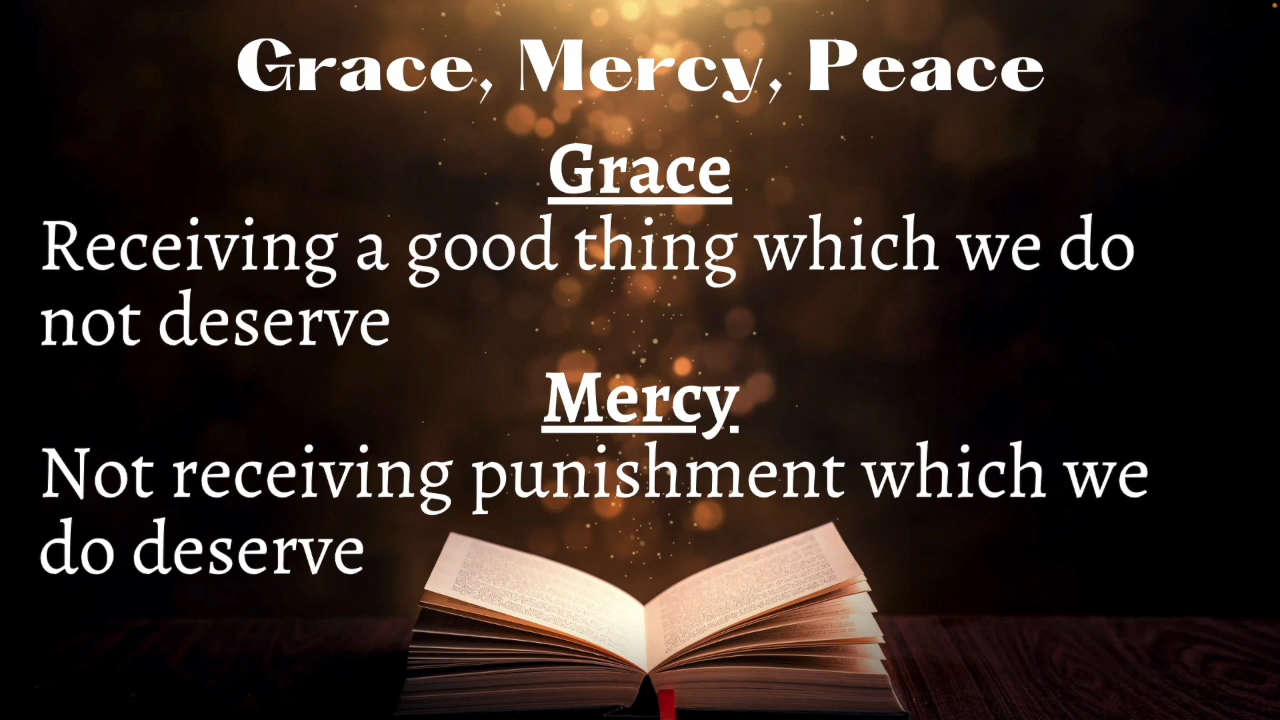 Grace, Mercy, Peace
Grace
Receiving a good thing which we do
not deserve
Mercy
Not receiving punishment which we
do deserve